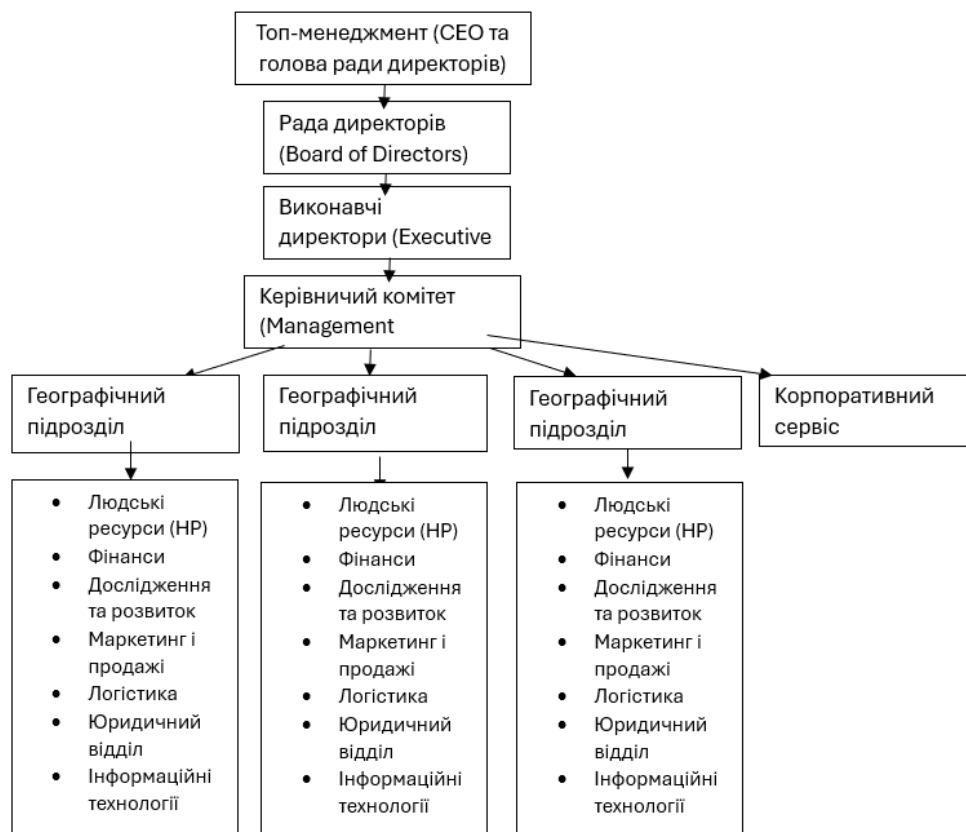 Топ-менеджмент (CEO та
голова ради директорів)
Рада директорів
(Board of Directors)
Виконавчі
директори (Executive
Керівничий комітет
(Management
Географічний
підрозділ
Географічний
підрозділ
Географічний
підрозділ
Корпоративний
сервіс
• Людські
ресурси (НР)
• Фінанси
• Дослідження
та розвиток
• Маркетинг і
продажі
• Логістика
• Юридичний
відділ
• Інформаційні
технології
• Людські
ресурси (НР)
• Фінанси
• Дослідження
та розвиток
• Маркетинг і
продажі
• Логістика
• Юридичний
відділ
• Інформаційні
технології
• Людські
ресурси (НР)
• Фінанси
• Дослідження
та розвиток
• Маркетинг і
продажі
• Логістика
• Юридичний
відділ
• Інформаційні
технології